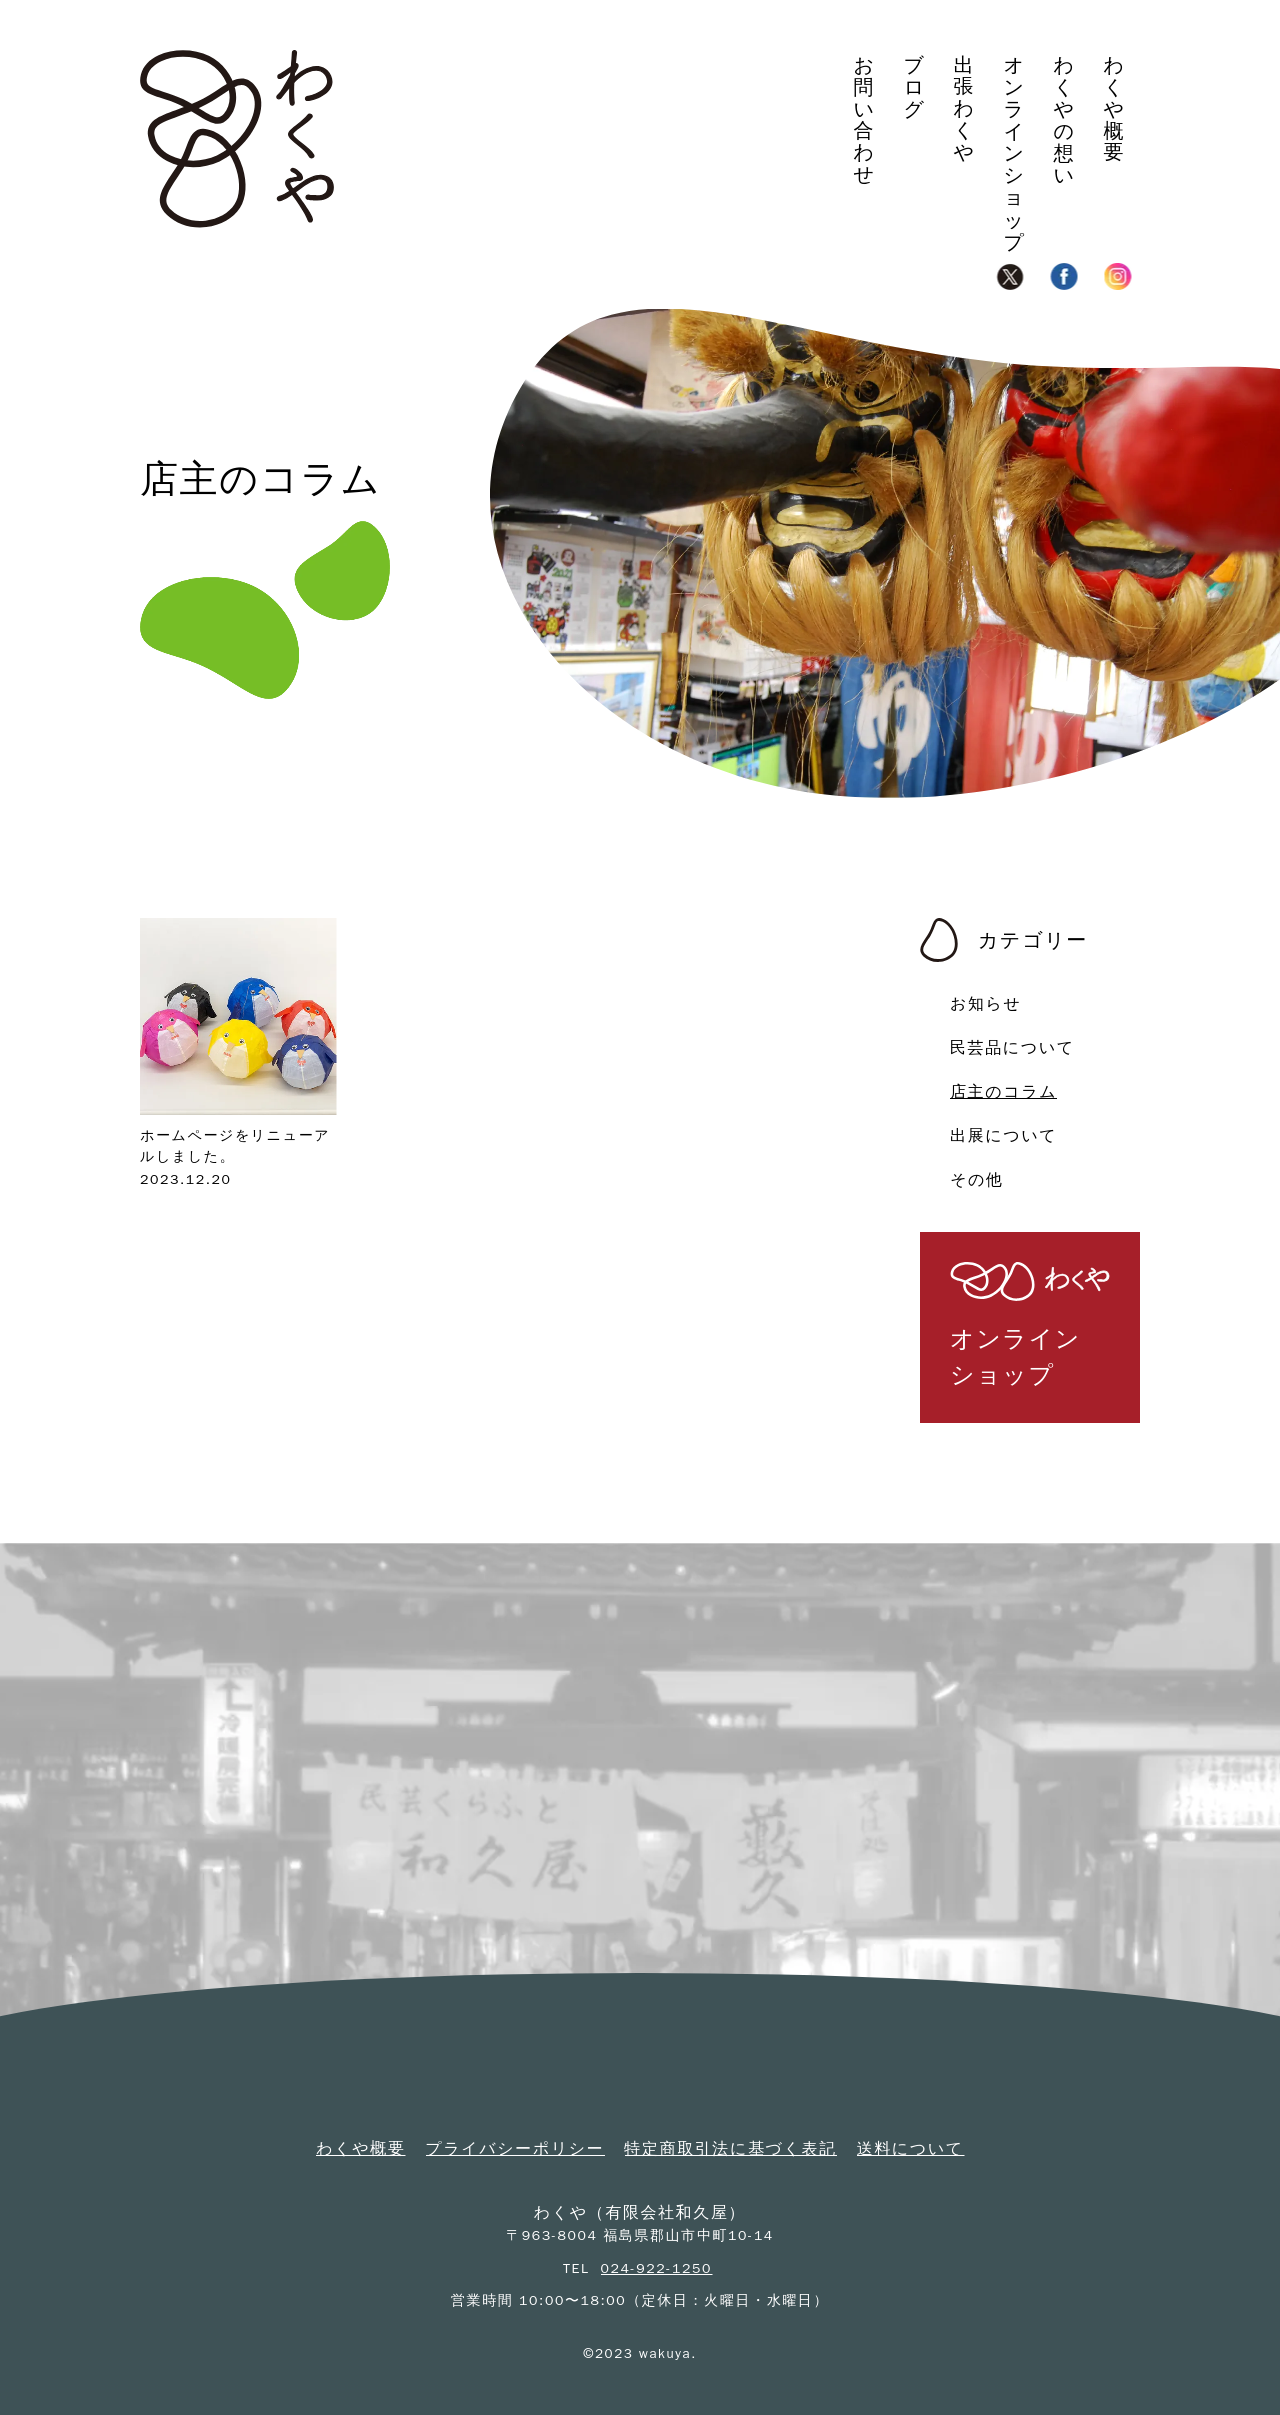 わくや
わくや概要
わくやの想い
オンラインショップ
出張わくや
ブログ
お問い合わせ
店主のコラム
ゆ
ゆ
カテゴリー
お知らせ
民芸品について
店主のコラム
出展について
その他
ホームページをリニューア
ルしました。
2023.12.20
わくや
オンライン
ショップ
民芸くらふと
和久屋
そば処
薮久
わくや概要 プライバシーポリシー 特定商取引法に基づく表記 送料について
わくや（有限会社和久屋）
〒963-8004 福島県郡山市中町10-14
TEL 024-922-1250
営業時間 10:00〜18:00（定休日：火曜日・水曜日）
©2023 wakuya.